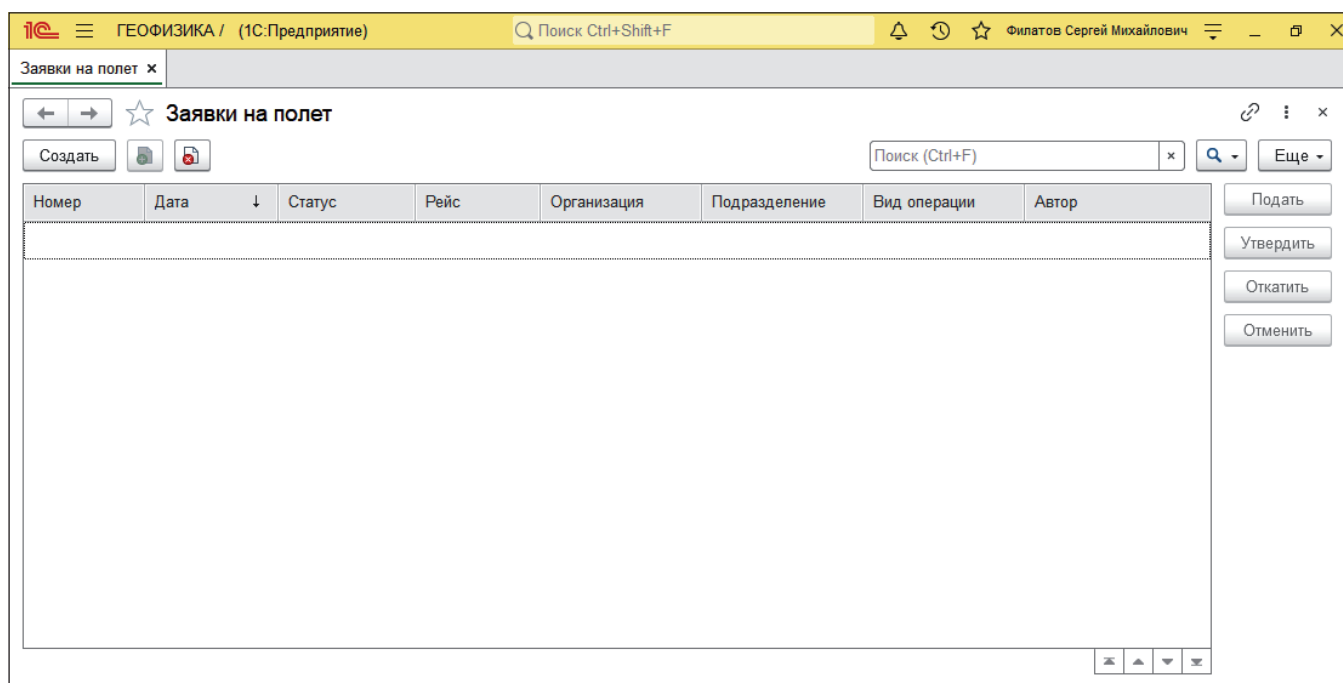 1С ГЕОФИЗИКА / (1С:Предприятие) Поиск Ctrl+Shift+F Филатов Сергей Михайлович
Заявки на полет ×
Заявки на полет
Создать Поиск (Ctrl+F) × Еще
Номер Дата ↓ Статус Рейс Организация Подразделение Вид операции Автор
Подать
Утвердить
Откатить
Отменить